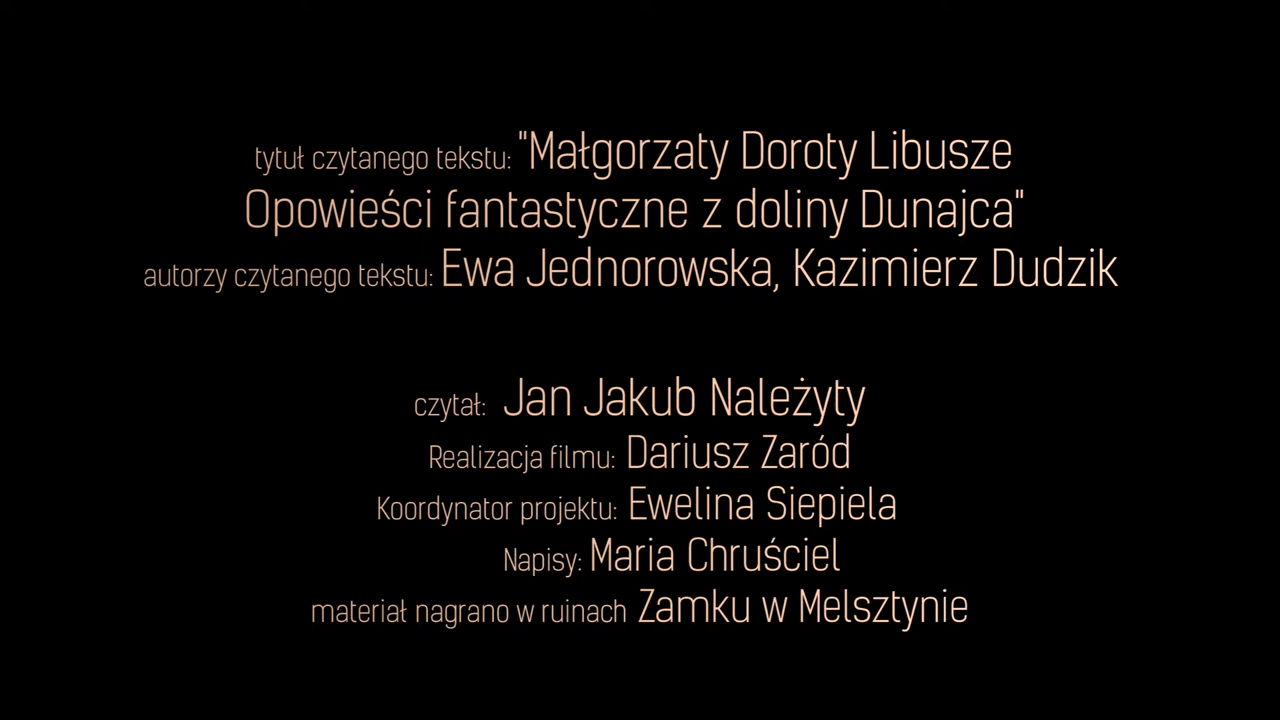 tytuł czytanego tekstu: "Małgorzaty Doroty Libusze
Opowieści fantastyczne z doliny Dunajca"
autorzy czytanego tekstu: Ewa Jednorowska, Kazimierz Dudzik
czytał: Jan Jakub Należyty
Realizacja filmu: Dariusz Zaród
Koordynator projektu: Ewelina Siepiela
Napisy: Maria Chruściel
materiał nagrano w ruinach Zamku w Melsztynie